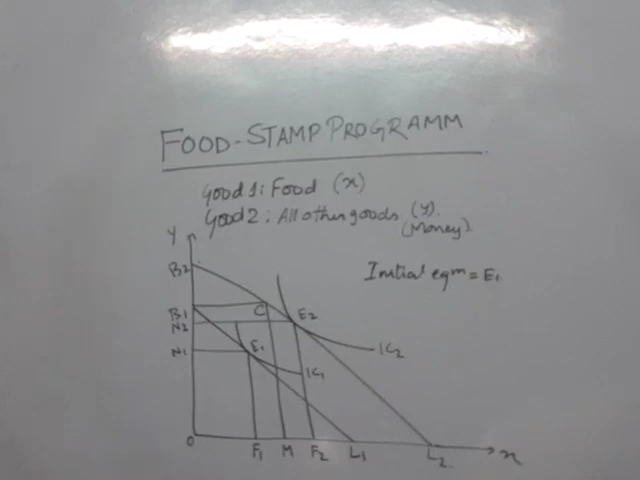 FOOD-STAMP PROGRAMM
Good 1: Food (x)
Good 2: All other goods (y).
(Money)
Y
Initial eqm = E1
B2
B1
C
E2
N2
E1
IC2
N1
IC1
O
F1
M
F2
L1
L2
x